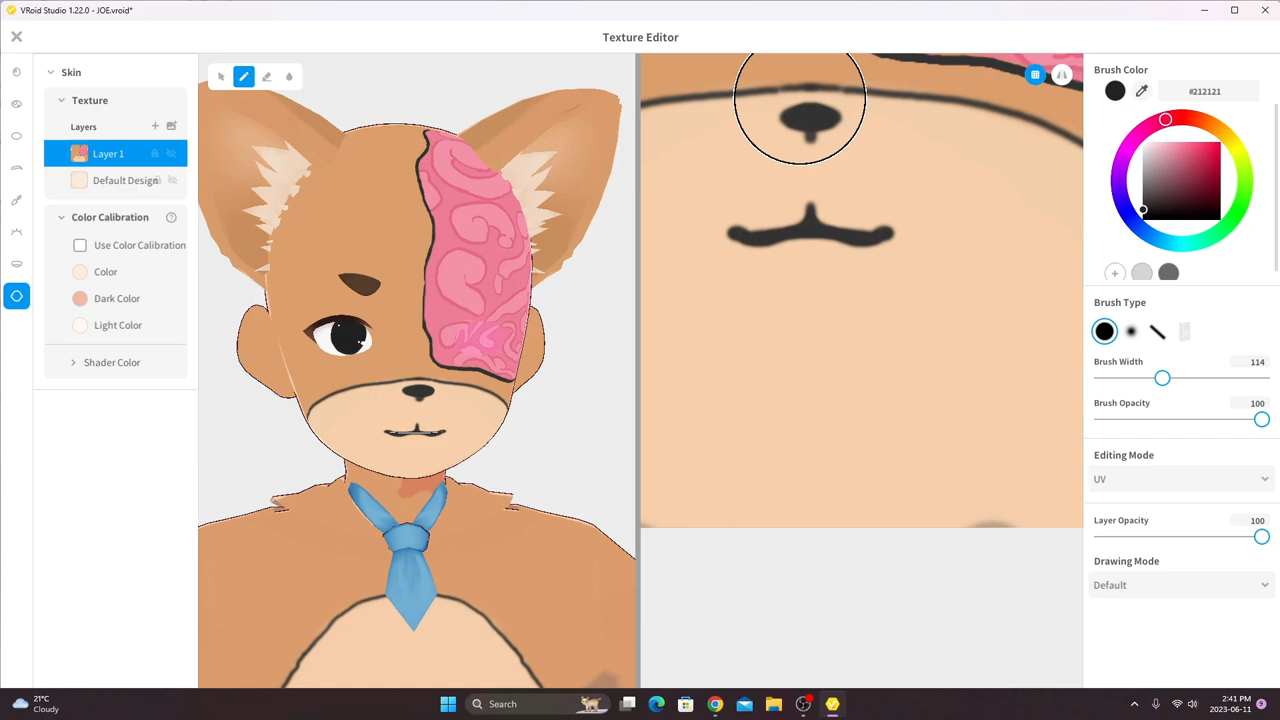 VRoid Studio 1.22.0 - JOE.vroid*
Texture Editor
Skin
Texture
Layers
Layer 1
Default Design
Color Calibration
Use Color Calibration
Color
Dark Color
Light Color
Shader Color
Brush Color
#212121
Brush Type
Brush Width 114
Brush Opacity 100
Editing Mode
UV
Layer Opacity 100
Drawing Mode
Default
21°C
Cloudy
Search
2:41 PM
2023-06-11